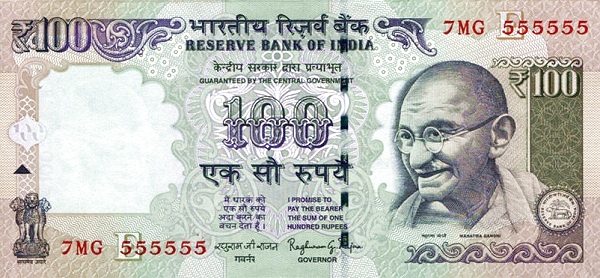 ₹100
भारतीय रिज़र्व बैंक
RESERVE BANK OF INDIA
7MG 555555
E
केन्द्रीय सरकार द्वारा प्रत्याभूत
GUARANTEED BY THE CENTRAL GOVERNMENT
100
₹100
एक सौ रुपये
मैं धारक को
एक सौ रुपये
अदा करने का
वचन देता हूँ।
I PROMISE TO
PAY THE BEARER
THE SUM OF ONE
HUNDRED RUPEES
महात्मा गांधी MAHATMA GANDHI
7MG 555555
E
रघुराम गो राजन
Raghuram G. Rajan
गवर्नर
GOVERNOR
सत्यमेव जयते